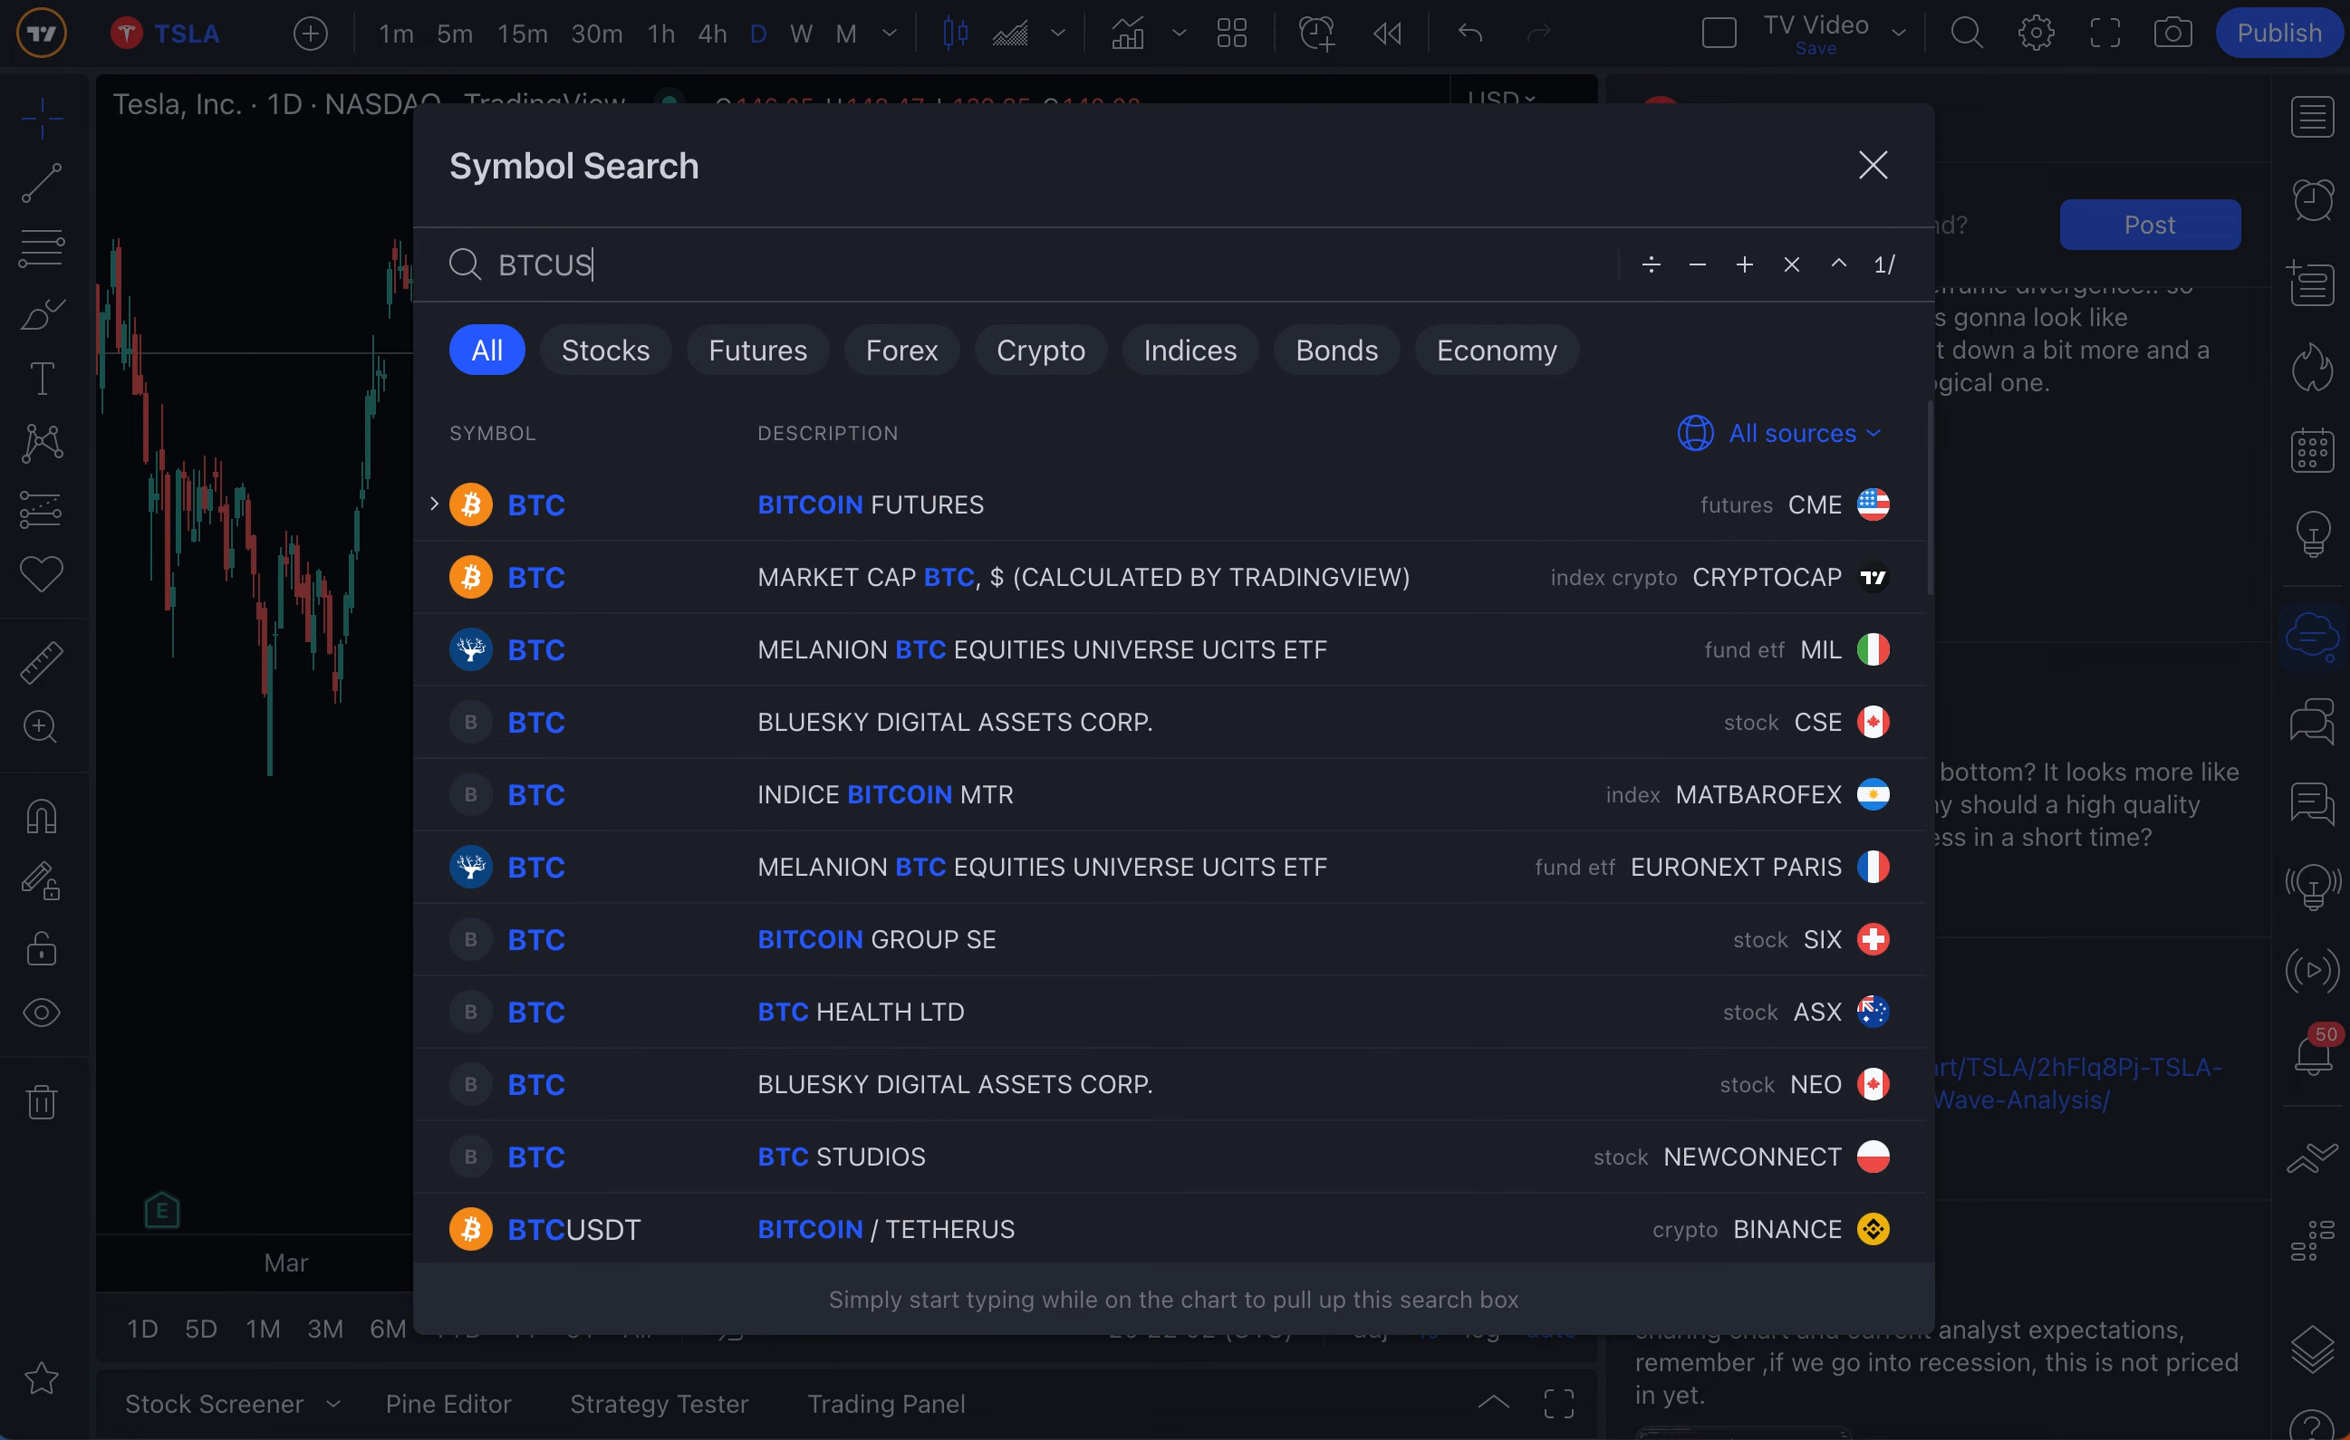 TSLA 1m 5m 15m 30m 1h 4h D W M TV Video Save Publish
Tesla, Inc. · 1D · NASDAQ TradingView
USD
Symbol Search
BTCUS ÷ − + × ^ 1/
Post
All Stocks Futures Forex Crypto Indices Bonds Economy
s gonna look like
t down a bit more and a
gical one.
SYMBOL DESCRIPTION All sources
BTC BITCOIN FUTURES futures CME
BTC MARKET CAP BTC, $ (CALCULATED BY TRADINGVIEW) index crypto CRYPTOCAP
B BTC MELANION BTC EQUITIES UNIVERSE UCITS ETF fund etf MIL
B BTC BLUESKY DIGITAL ASSETS CORP. stock CSE
B BTC INDICE BITCOIN MTR index MATBAROFEX
BTC MELANION BTC EQUITIES UNIVERSE UCITS ETF fund etf EURONEXT PARIS
B BTC BITCOIN GROUP SE stock SIX
B BTC BTC HEALTH LTD stock ASX
B BTC BLUESKY DIGITAL ASSETS CORP. stock NEO
B BTC BTC STUDIOS stock NEWCONNECT
BTCUSDT BITCOIN / TETHERUS crypto BINANCE
Simply start typing while on the chart to pull up this search box
bottom? It looks more like
y should a high quality
ess in a short time?
50
rt/TSLA/2hFlq8Pj-TSLA-
Wave-Analysis/
E
Mar
1D 5D 1M 3M 6M
analyst expectations,
remember ,if we go into recession, this is not priced
in yet.
Stock Screener Pine Editor Strategy Tester Trading Panel